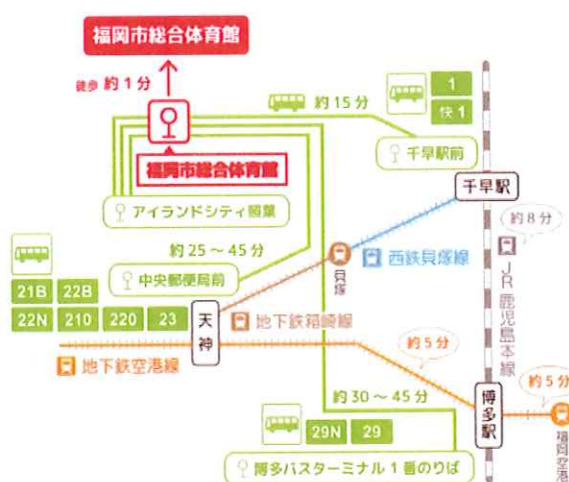 福岡市総合体育館
徒歩 約1分
約15分
1
快1
福岡市総合体育館
千早駅前
千早駅
アイランドシティ照葉
約8分
約25～45分
西鉄貝塚線
貝塚
JR鹿児島本線
21B 22B
中央郵便局前
22N 210 220 23
天神
地下鉄箱崎線
地下鉄空港線
約5分
約5分
約30～45分
博多駅
福岡空港
29N 29
博多バスターミナル1番のりば